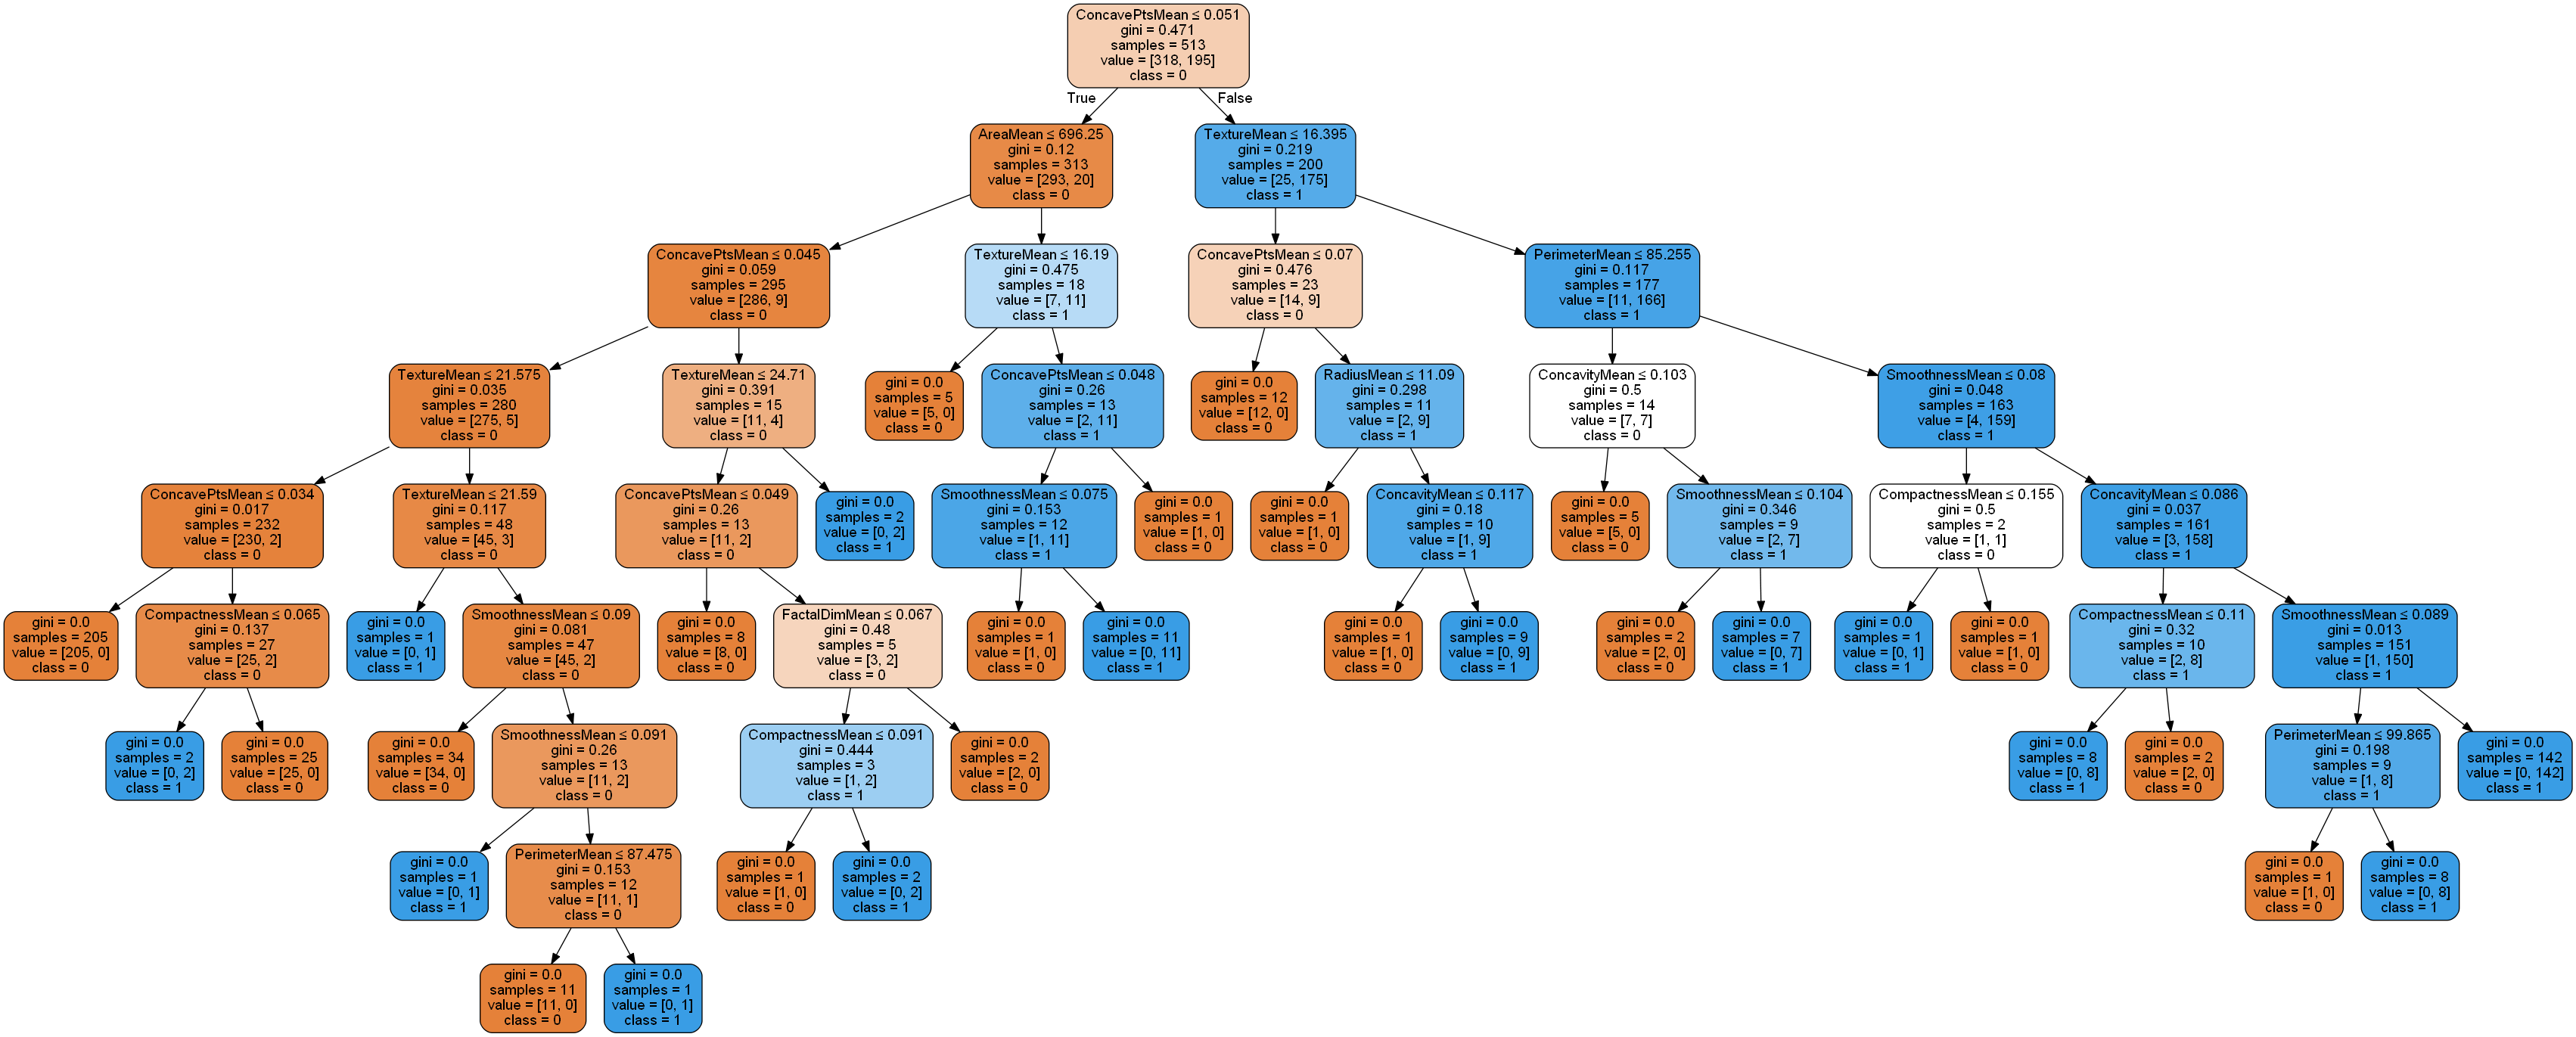 ConcavePtsMean ≤ 0.051
gini = 0.471
samples = 513
value = [318, 195]
class = 0
True
False
AreaMean ≤ 696.25
gini = 0.12
samples = 313
value = [293, 20]
class = 0
TextureMean ≤ 16.395
gini = 0.219
samples = 200
value = [25, 175]
class = 1
ConcavePtsMean ≤ 0.045
gini = 0.059
samples = 295
value = [286, 9]
class = 0
TextureMean ≤ 16.19
gini = 0.475
samples = 18
value = [7, 11]
class = 1
ConcavePtsMean ≤ 0.07
gini = 0.476
samples = 23
value = [14, 9]
class = 0
PerimeterMean ≤ 85.255
gini = 0.117
samples = 177
value = [11, 166]
class = 1
TextureMean ≤ 21.575
gini = 0.035
samples = 280
value = [275, 5]
class = 0
TextureMean ≤ 24.71
gini = 0.391
samples = 15
value = [11, 4]
class = 0
gini = 0.0
samples = 5
value = [5, 0]
class = 0
ConcavePtsMean ≤ 0.048
gini = 0.26
samples = 13
value = [2, 11]
class = 1
gini = 0.0
samples = 12
value = [12, 0]
class = 0
RadiusMean ≤ 11.09
gini = 0.298
samples = 11
value = [2, 9]
class = 1
ConcavityMean ≤ 0.103
gini = 0.5
samples = 14
value = [7, 7]
class = 0
SmoothnessMean ≤ 0.08
gini = 0.048
samples = 163
value = [4, 159]
class = 1
ConcavePtsMean ≤ 0.034
gini = 0.017
samples = 232
value = [230, 2]
class = 0
TextureMean ≤ 21.59
gini = 0.117
samples = 48
value = [45, 3]
class = 0
ConcavePtsMean ≤ 0.049
gini = 0.26
samples = 13
value = [11, 2]
class = 0
gini = 0.0
samples = 2
value = [0, 2]
class = 1
SmoothnessMean ≤ 0.075
gini = 0.153
samples = 12
value = [1, 11]
class = 1
gini = 0.0
samples = 1
value = [1, 0]
class = 0
gini = 0.0
samples = 1
value = [1, 0]
class = 0
ConcavityMean ≤ 0.117
gini = 0.18
samples = 10
value = [1, 9]
class = 1
gini = 0.0
samples = 5
value = [5, 0]
class = 0
SmoothnessMean ≤ 0.104
gini = 0.346
samples = 9
value = [2, 7]
class = 1
CompactnessMean ≤ 0.155
gini = 0.5
samples = 2
value = [1, 1]
class = 0
ConcavityMean ≤ 0.086
gini = 0.037
samples = 161
value = [3, 158]
class = 1
gini = 0.0
samples = 205
value = [205, 0]
class = 0
CompactnessMean ≤ 0.065
gini = 0.137
samples = 27
value = [25, 2]
class = 0
gini = 0.0
samples = 1
value = [0, 1]
class = 1
SmoothnessMean ≤ 0.09
gini = 0.081
samples = 47
value = [45, 2]
class = 0
gini = 0.0
samples = 8
value = [8, 0]
class = 0
FactalDimMean ≤ 0.067
gini = 0.48
samples = 5
value = [3, 2]
class = 0
gini = 0.0
samples = 1
value = [1, 0]
class = 0
gini = 0.0
samples = 11
value = [0, 11]
class = 1
gini = 0.0
samples = 1
value = [1, 0]
class = 0
gini = 0.0
samples = 9
value = [0, 9]
class = 1
gini = 0.0
samples = 2
value = [2, 0]
class = 0
gini = 0.0
samples = 7
value = [0, 7]
class = 1
gini = 0.0
samples = 1
value = [0, 1]
class = 1
gini = 0.0
samples = 1
value = [1, 0]
class = 0
CompactnessMean ≤ 0.11
gini = 0.32
samples = 10
value = [2, 8]
class = 1
SmoothnessMean ≤ 0.089
gini = 0.013
samples = 151
value = [1, 150]
class = 1
gini = 0.0
samples = 2
value = [0, 2]
class = 1
gini = 0.0
samples = 25
value = [25, 0]
class = 0
gini = 0.0
samples = 34
value = [34, 0]
class = 0
SmoothnessMean ≤ 0.091
gini = 0.26
samples = 13
value = [11, 2]
class = 0
CompactnessMean ≤ 0.091
gini = 0.444
samples = 3
value = [1, 2]
class = 1
gini = 0.0
samples = 2
value = [2, 0]
class = 0
gini = 0.0
samples = 8
value = [0, 8]
class = 1
gini = 0.0
samples = 2
value = [2, 0]
class = 0
PerimeterMean ≤ 99.865
gini = 0.198
samples = 9
value = [1, 8]
class = 1
gini = 0.0
samples = 142
value = [0, 142]
class = 1
gini = 0.0
samples = 1
value = [0, 1]
class = 1
PerimeterMean ≤ 87.475
gini = 0.153
samples = 12
value = [11, 1]
class = 0
gini = 0.0
samples = 1
value = [1, 0]
class = 0
gini = 0.0
samples = 2
value = [0, 2]
class = 1
gini = 0.0
samples = 1
value = [1, 0]
class = 0
gini = 0.0
samples = 8
value = [0, 8]
class = 1
gini = 0.0
samples = 11
value = [11, 0]
class = 0
gini = 0.0
samples = 1
value = [0, 1]
class = 1